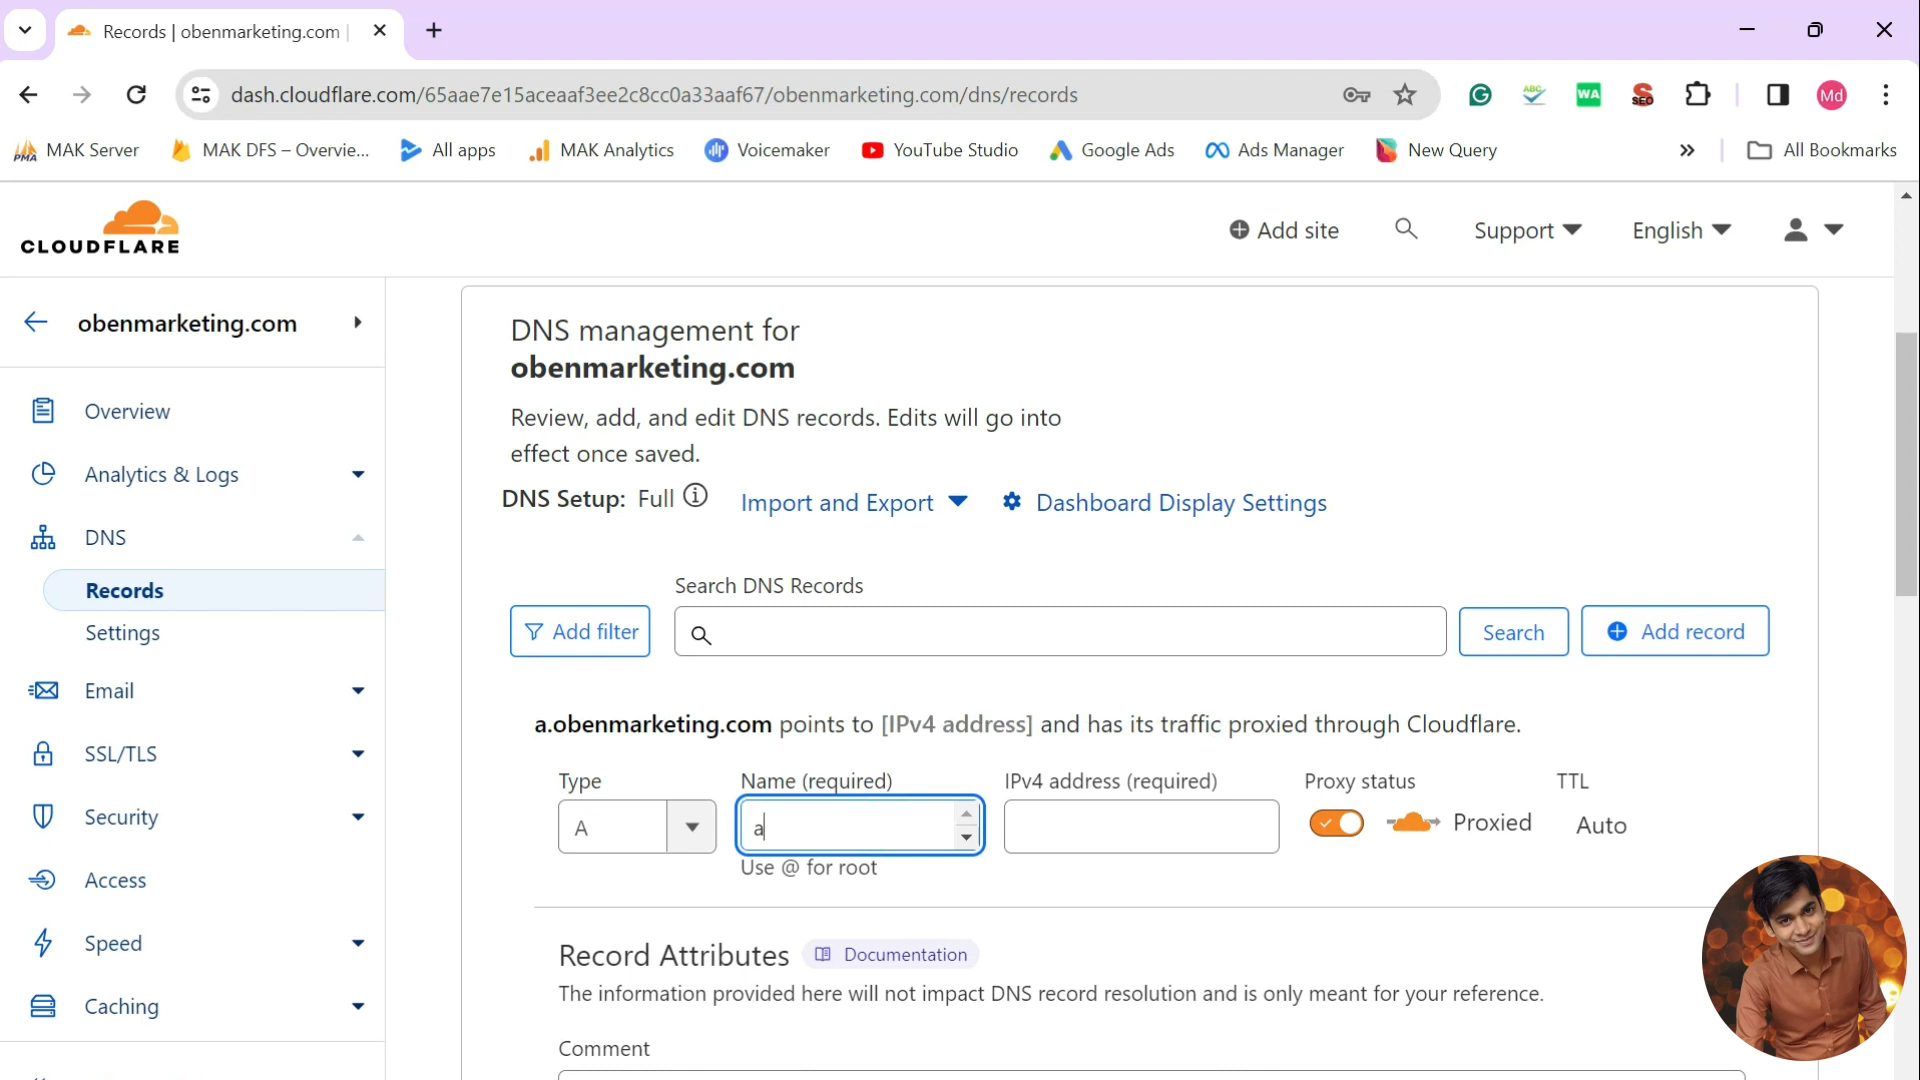 Records | obenmarketing.com
dash.cloudflare.com/65aae7e15aceaaf3ee2c8cc0a33aaf67/obenmarketing.com/dns/records
ABC
WA
SEO
Md
PMA
MAK Server
MAK DFS – Overvie...
All apps
MAK Analytics
Voicemaker
YouTube Studio
Google Ads
Ads Manager
New Query
All Bookmarks
CLOUDFLARE
Add site
Support
English
obenmarketing.com
Overview
Analytics & Logs
DNS
Records
Settings
Email
SSL/TLS
Security
Access
Speed
Caching
DNS management for
obenmarketing.com
Review, add, and edit DNS records. Edits will go into
effect once saved.
DNS Setup: Full
Import and Export
Dashboard Display Settings
Search DNS Records
Add filter
Search
Add record
a.obenmarketing.com points to [IPv4 address] and has its traffic proxied through Cloudflare.
Type
Name (required)
IPv4 address (required)
Proxy status
TTL
A
a
Proxied
Auto
Use @ for root
Record Attributes
Documentation
The information provided here will not impact DNS record resolution and is only meant for your reference.
Comment